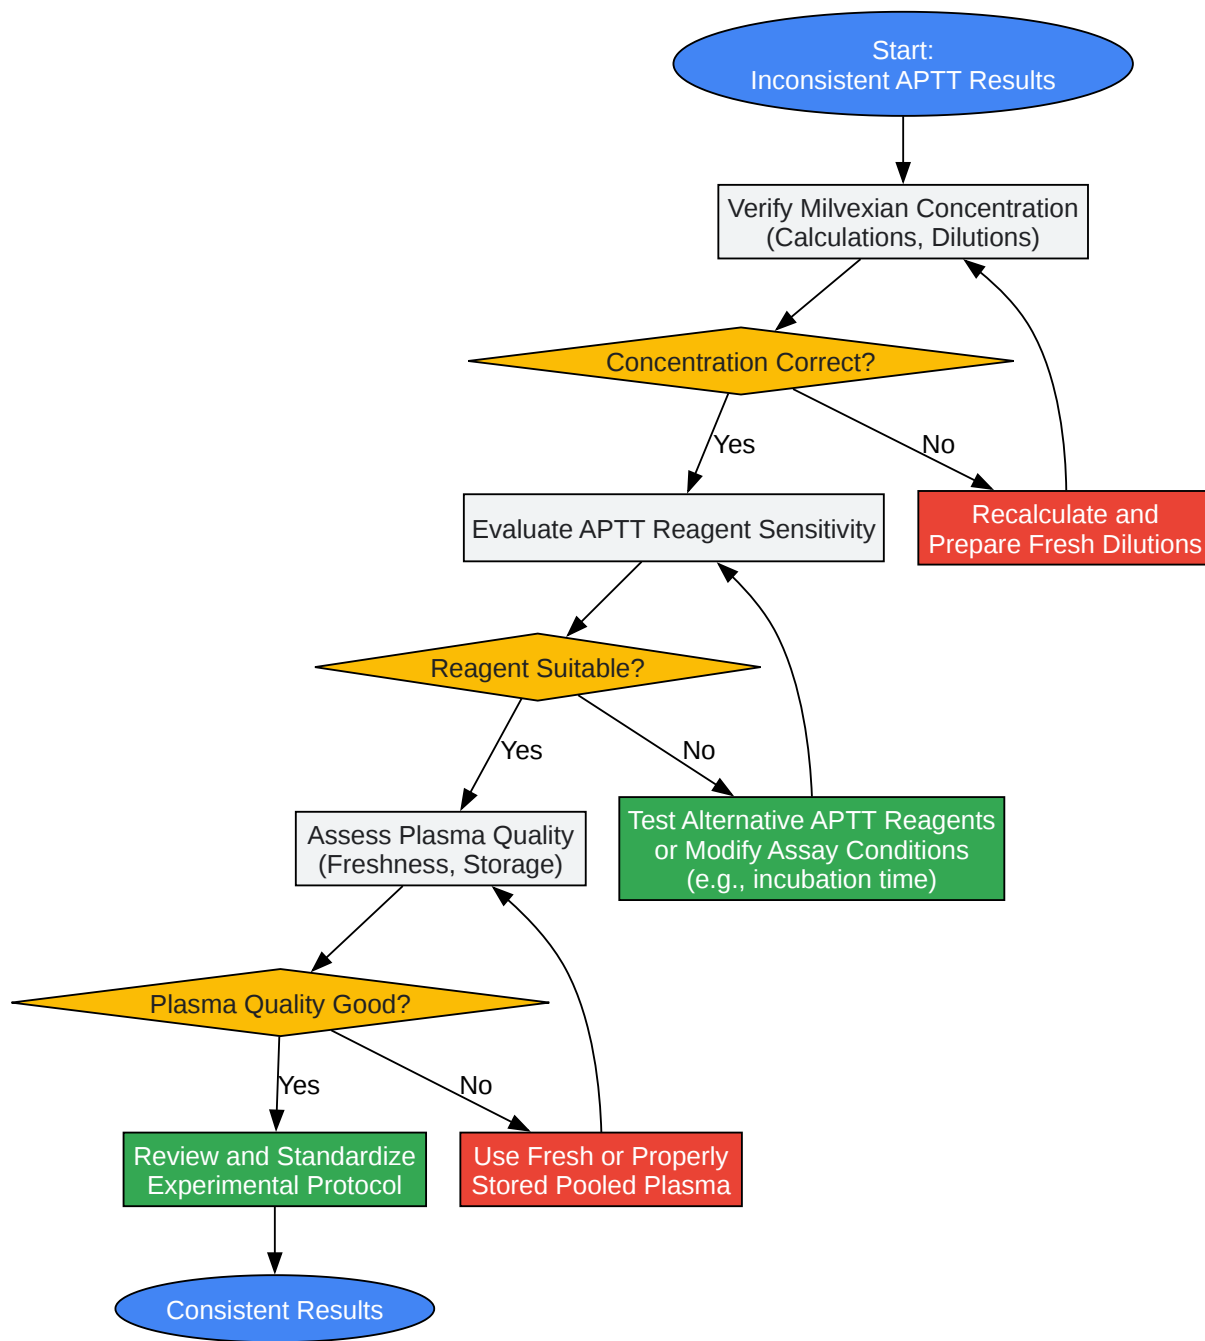 Start:
Inconsistent APTT Results
Verify Milvexian Concentration
(Calculations, Dilutions)
Concentration Correct?
Yes
No
Evaluate APTT Reagent Sensitivity
Recalculate and
Prepare Fresh Dilutions
Reagent Suitable?
Yes
No
Assess Plasma Quality
(Freshness, Storage)
Test Alternative APTT Reagents
or Modify Assay Conditions
(e.g., incubation time)
Plasma Quality Good?
Yes
No
Review and Standardize
Experimental Protocol
Use Fresh or Properly
Stored Pooled Plasma
Consistent Results